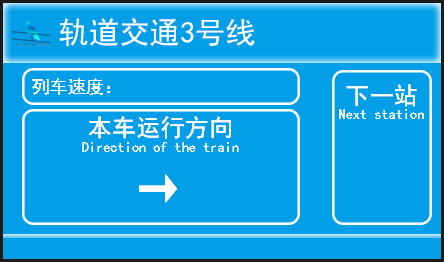 轨道交通3号线
列车速度：
本车运行方向
Direction of the train
下一站
Next station